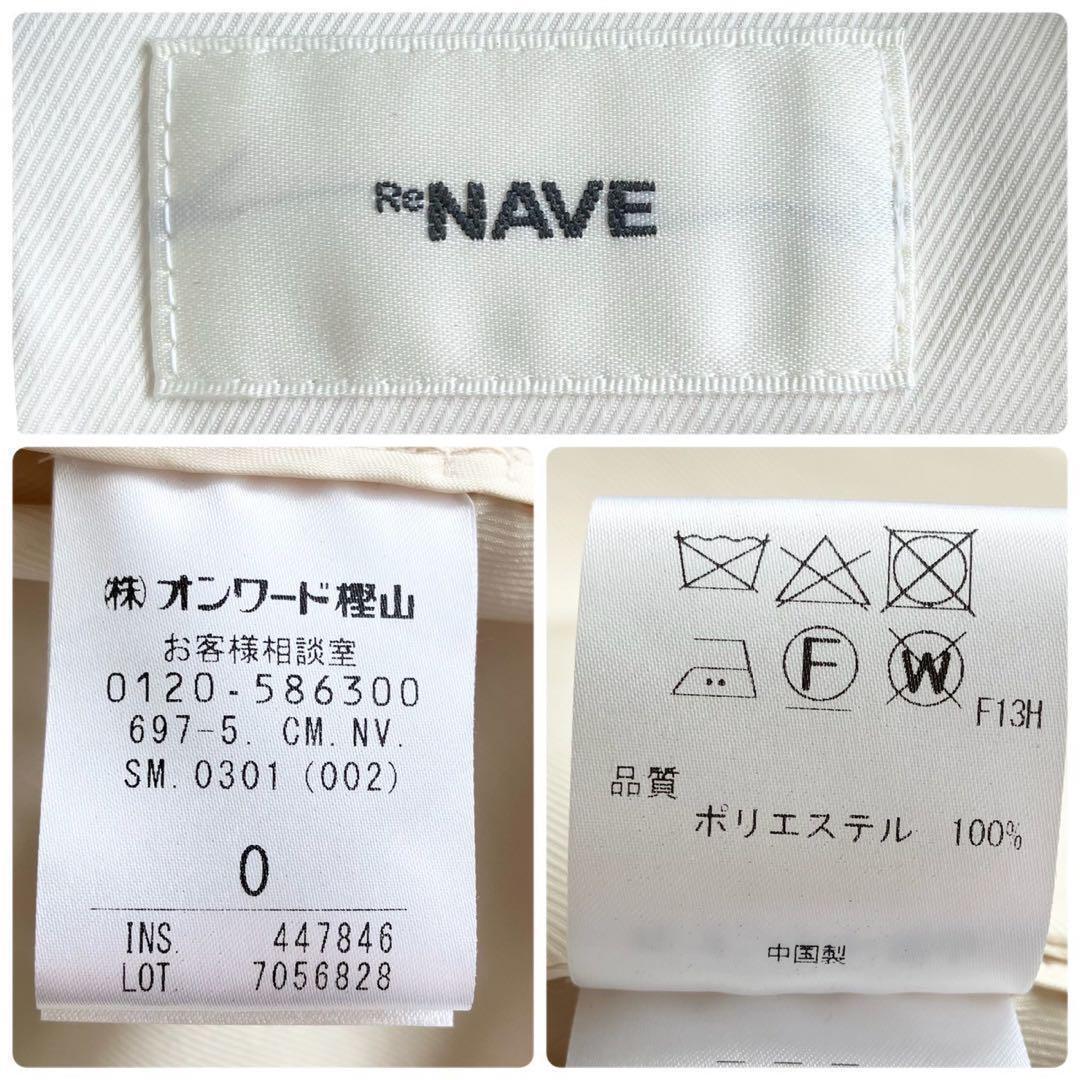 ReNAVE
(株)オンワード樫山
お客様相談室
0120-586300
697-5. CM. NV.
SM. 0301 (002)
0
INS. 447846
LOT. 7056828
F W F13H
品質
ポリエステル 100%
中国製